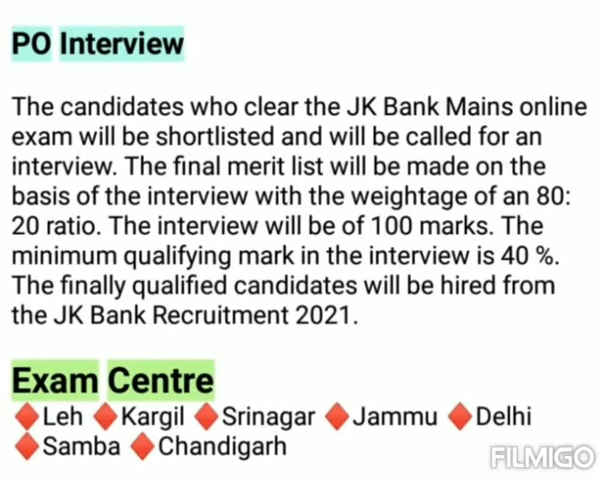 PO Interview
The candidates who clear the JK Bank Mains online
exam will be shortlisted and will be called for an
interview. The final merit list will be made on the
basis of the interview with the weightage of an 80:
20 ratio. The interview will be of 100 marks. The
minimum qualifying mark in the interview is 40 %.
The finally qualified candidates will be hired from
the JK Bank Recruitment 2021.
Exam Centre
♦Leh ♦Kargil ♦Srinagar ♦Jammu ♦Delhi
♦Samba ♦Chandigarh
FILMIGO